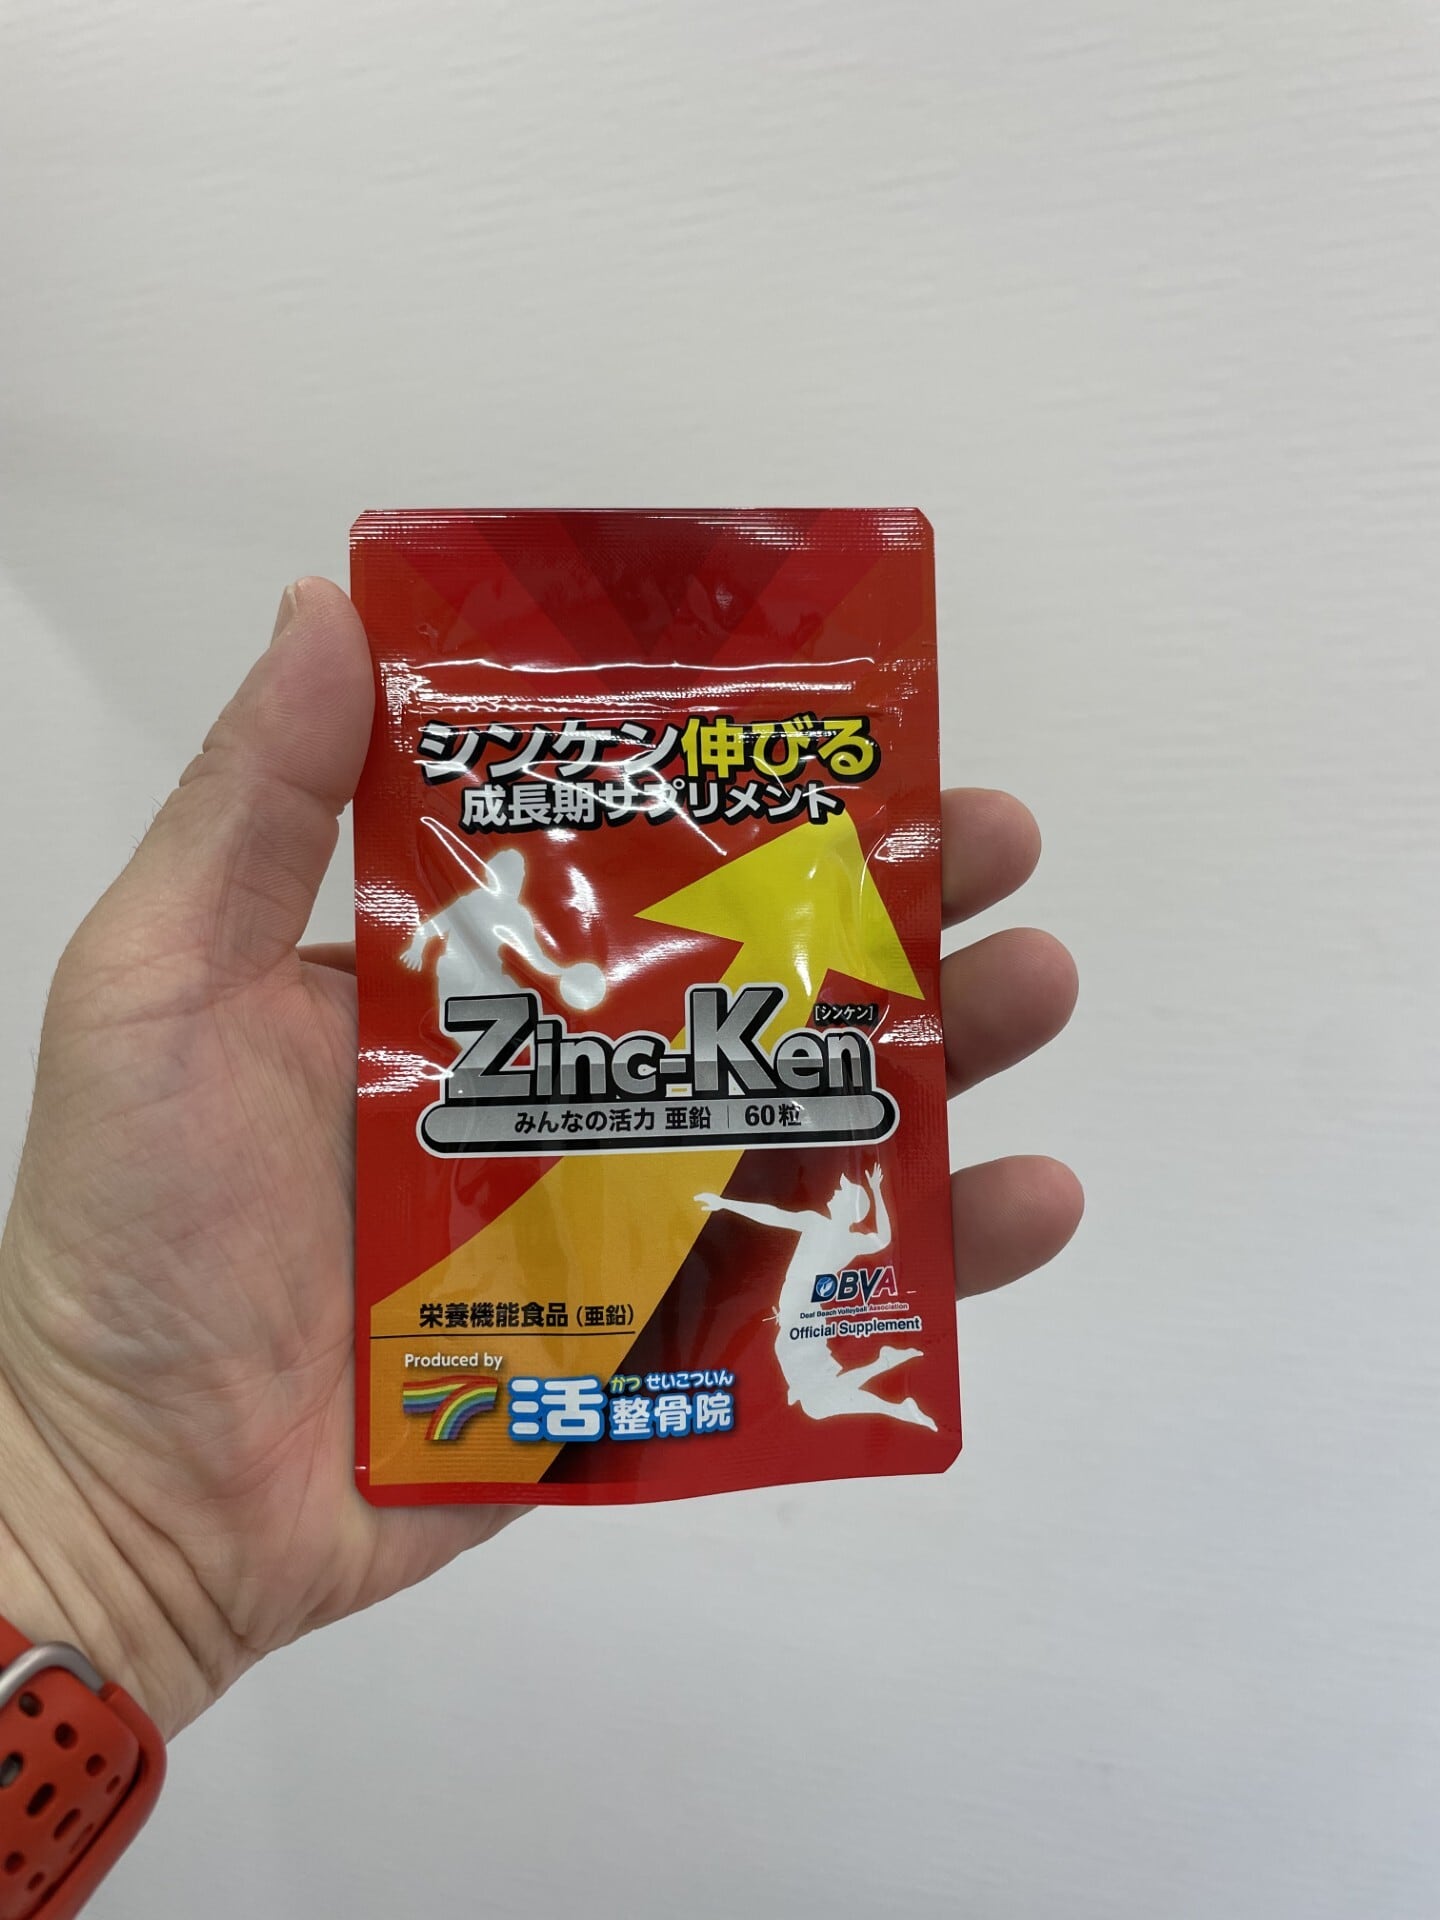 シンケン伸びる
成長期サプリメント
Zinc-Ken
[シンケン]
みんなの活力 亜鉛 | 60粒
DBVA
Deaf Beach Volleyball Association
Official Supplement
栄養機能食品（亜鉛）
Produced by
かつ せいこついん
活整骨院